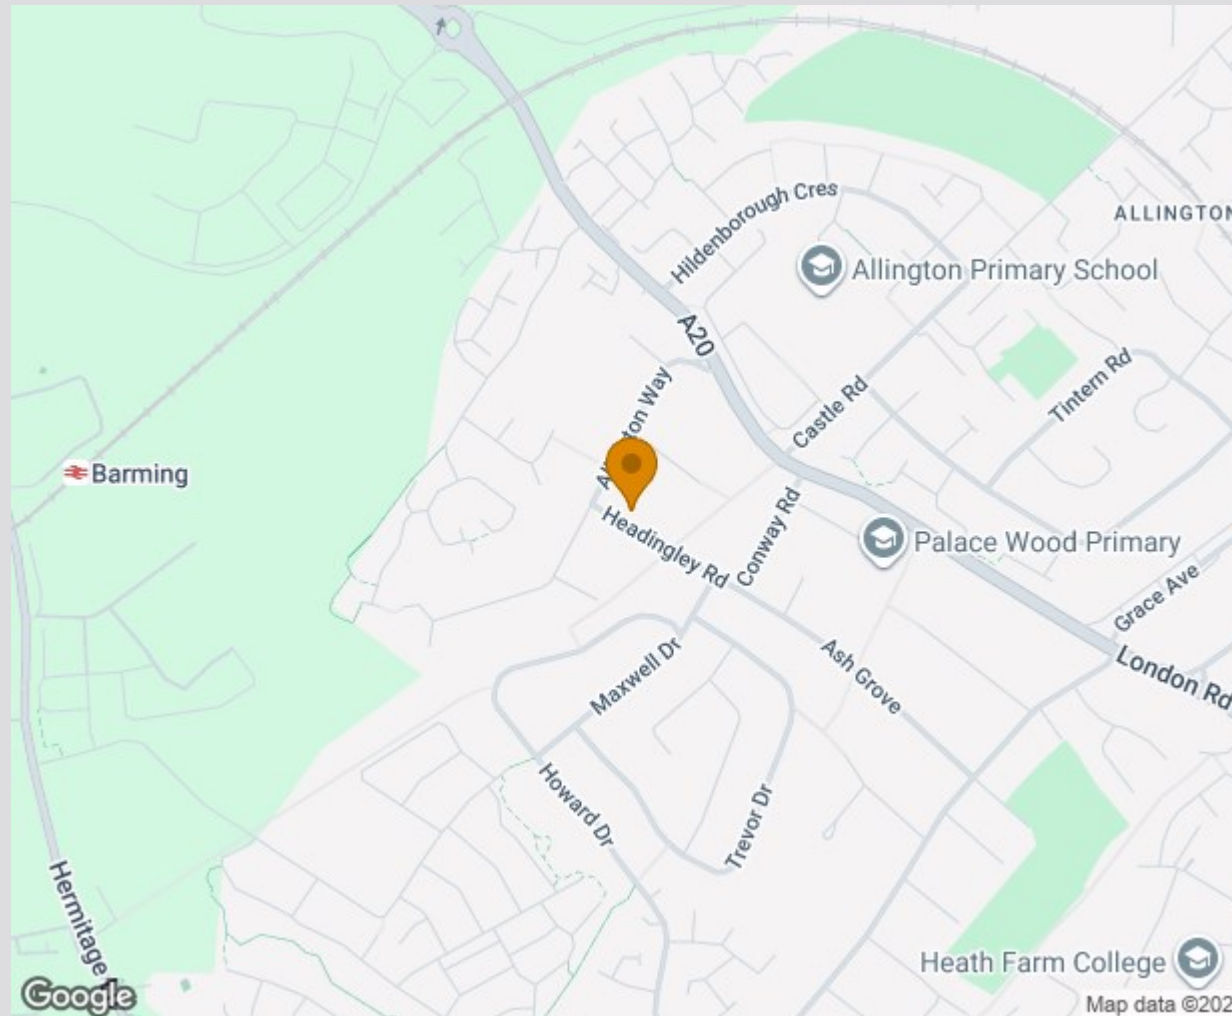 Hildenborough Cres
ALLINGTON
Allington Primary School
A20
Tintern Rd
Castle Rd
ton Way
Barming
Headingley Rd
Conway Rd
Palace Wood Primary
Grace Ave
Maxwell Dr
Ash Grove
London Rd
Howard Dr
Trevor Dr
Hermitage
Heath Farm College
Google
Map data ©202